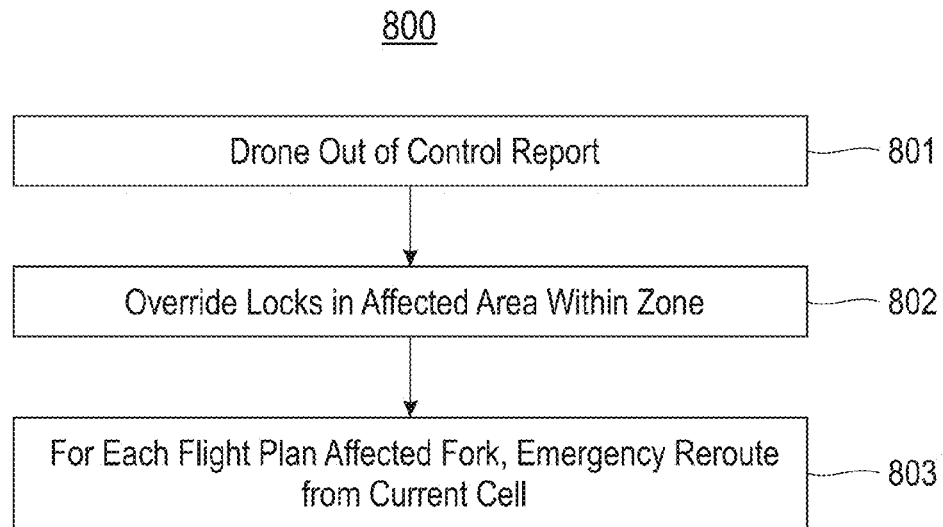 800
Drone Out of Control Report
801
Override Locks in Affected Area Within Zone
802
For Each Flight Plan Affected Fork, Emergency Reroute
from Current Cell
803